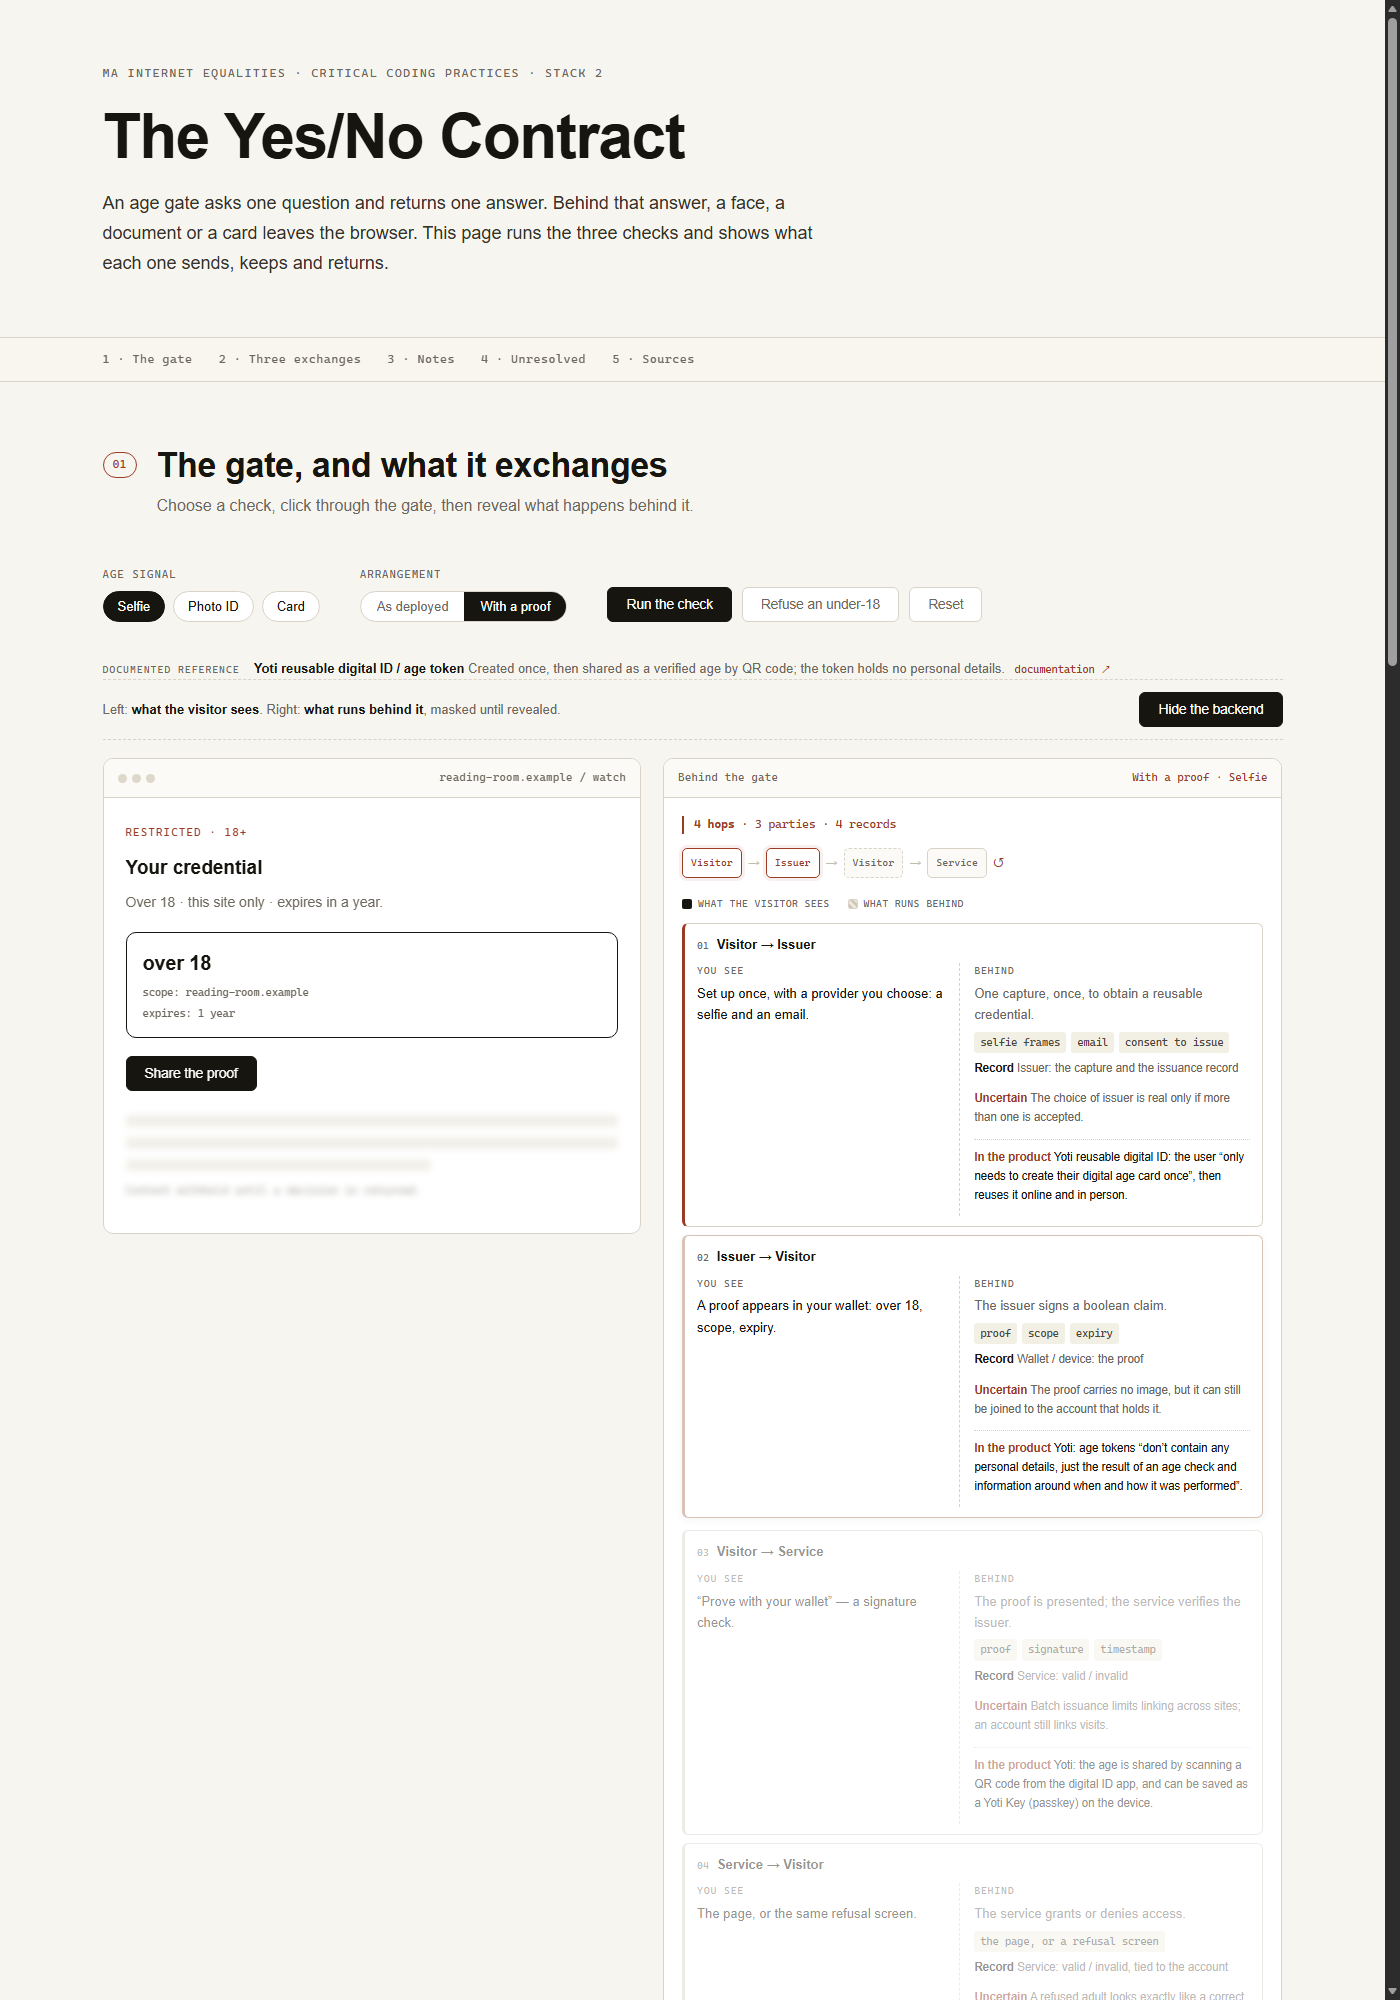 MA INTERNET EQUALITIES · CRITICAL CODING PRACTICES · STACK 2
The Yes/No Contract
An age gate asks one question and returns one answer. Behind that answer, a face, a
document or a card leaves the browser. This page runs the three checks and shows what
each one sends, keeps and returns.
1 · The gate 2 · Three exchanges 3 · Notes 4 · Unresolved 5 · Sources
01 The gate, and what it exchanges
Choose a check, click through the gate, then reveal what happens behind it.
AGE SIGNAL ARRANGEMENT
Selfie Photo ID Card As deployed With a proof Run the check Refuse an under-18 Reset
DOCUMENTED REFERENCE Yoti reusable digital ID / age token Created once, then shared as a verified age by QR code; the token holds no personal details. documentation ↗
Left: what the visitor sees. Right: what runs behind it, masked until revealed. Hide the backend
reading-room.example / watch
RESTRICTED · 18+
Your credential
Over 18 · this site only · expires in a year.
over 18
scope: reading-room.example
expires: 1 year
Share the proof
Content withheld until a decision is returned.
Behind the gate With a proof · Selfie
4 hops · 3 parties · 4 records
Visitor → Issuer → Visitor → Service ↺
WHAT THE VISITOR SEES WHAT RUNS BEHIND
01 Visitor → Issuer
YOU SEE
Set up once, with a provider you choose: a
selfie and an email.
BEHIND
One capture, once, to obtain a reusable
credential.
selfie frames email consent to issue
Record Issuer: the capture and the issuance record
Uncertain The choice of issuer is real only if more
than one is accepted.
In the product Yoti reusable digital ID: the user “only
needs to create their digital age card once”, then
reuses it online and in person.
02 Issuer → Visitor
YOU SEE
A proof appears in your wallet: over 18,
scope, expiry.
BEHIND
The issuer signs a boolean claim.
proof scope expiry
Record Wallet / device: the proof
Uncertain The proof carries no image, but it can still
be joined to the account that holds it.
In the product Yoti: age tokens “don’t contain any
personal details, just the result of an age check and
information around when and how it was performed”.
03 Visitor → Service
YOU SEE
“Prove with your wallet” — a signature
check.
BEHIND
The proof is presented; the service verifies the
issuer.
proof signature timestamp
Record Service: valid / invalid
Uncertain Batch issuance limits linking across sites;
an account still links visits.
In the product Yoti: the age is shared by scanning a
QR code from the digital ID app, and can be saved as
a Yoti Key (passkey) on the device.
04 Service → Visitor
YOU SEE
The page, or the same refusal screen.
BEHIND
The service grants or denies access.
the page, or a refusal screen
Record Service: valid / invalid, tied to the account
Uncertain A refused adult looks exactly like a correct